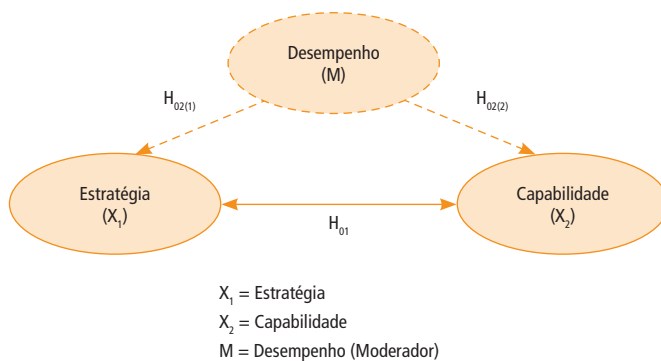 Desempenho
(M)
H02(1)
H02(2)
Estratégia
(X1)
Capabilidade
(X2)
H01
X1 = Estratégia
X2 = Capabilidade
M = Desempenho (Moderador)